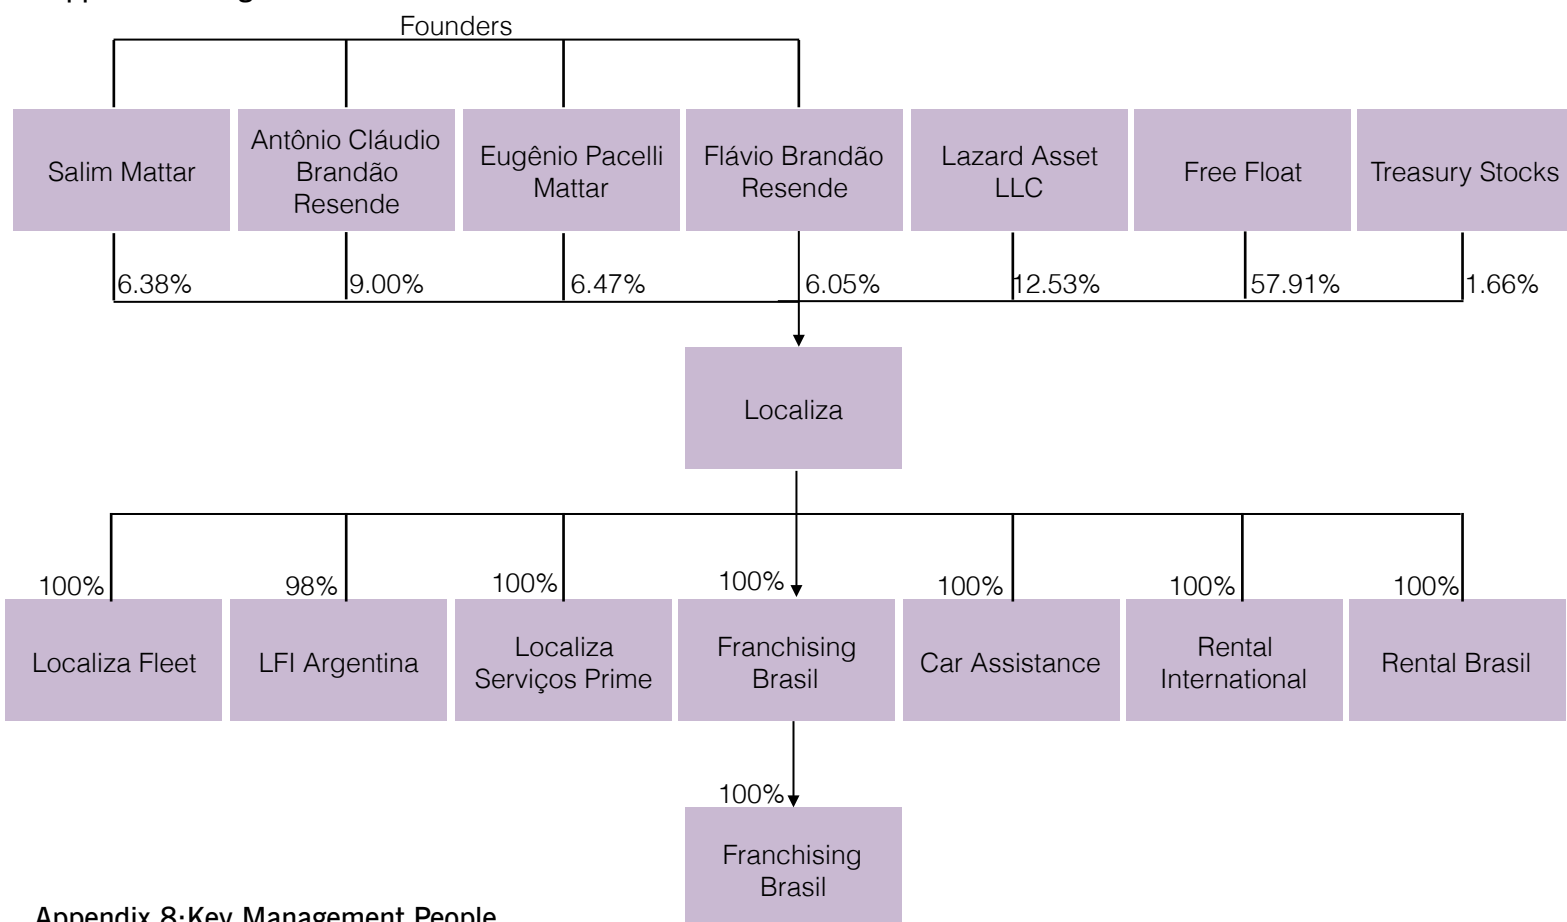 Founders
Salim Mattar
Antônio Cláudio
Brandão
Resende
Eugênio Pacelli
Mattar
Flávio Brandão
Resende
Lazard Asset
LLC
Free Float
Treasury Stocks
6.38%
9.00%
6.47%
6.05%
12.53%
57.91%
1.66%
Localiza
100%
98%
100%
100%
100%
100%
100%
Localiza Fleet
LFI Argentina
Localiza
Serviços Prime
Franchising
Brasil
Car Assistance
Rental
International
Rental Brasil
100%
Franchising
Brasil
Appendix 8:Key Management People